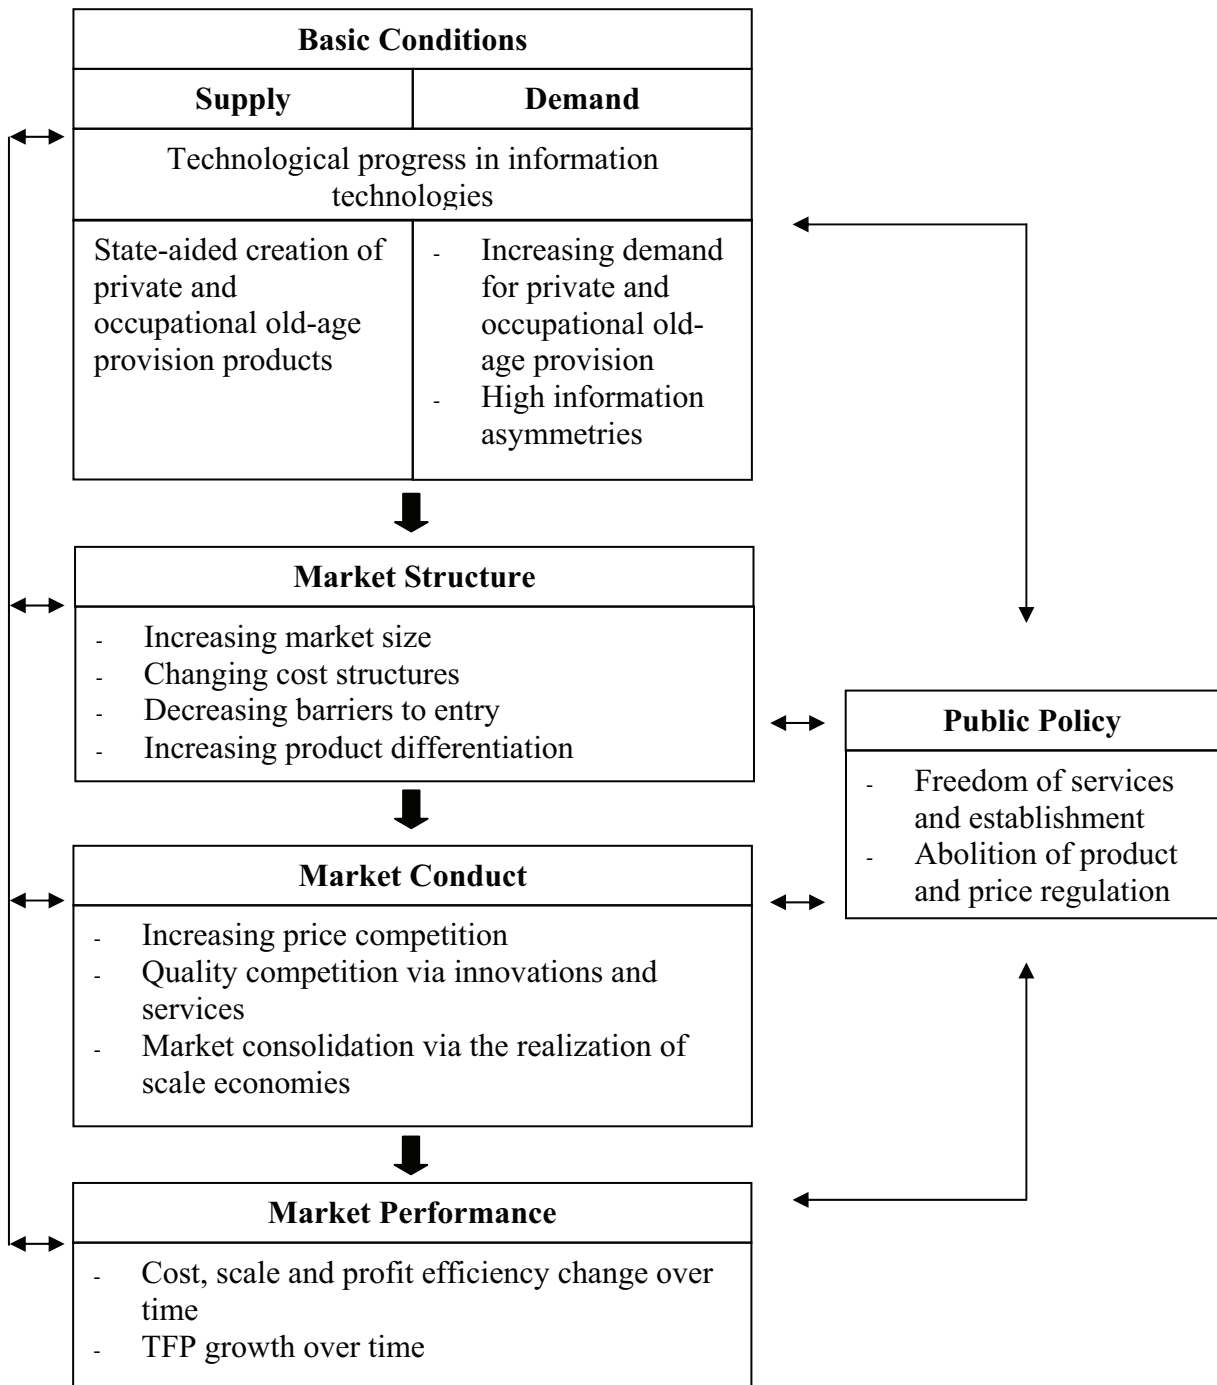 Basic Conditions
Supply
Demand
Technological progress in information
technologies
State-aided creation of
private and
occupational old-age
provision products
- Increasing demand
for private and
occupational old-
age provision
- High information
asymmetries
Market Structure
- Increasing market size
- Changing cost structures
- Decreasing barriers to entry
- Increasing product differentiation
Public Policy
- Freedom of services
and establishment
- Abolition of product
and price regulation
Market Conduct
- Increasing price competition
- Quality competition via innovations and
services
- Market consolidation via the realization of
scale economies
Market Performance
- Cost, scale and profit efficiency change over
time
- TFP growth over time